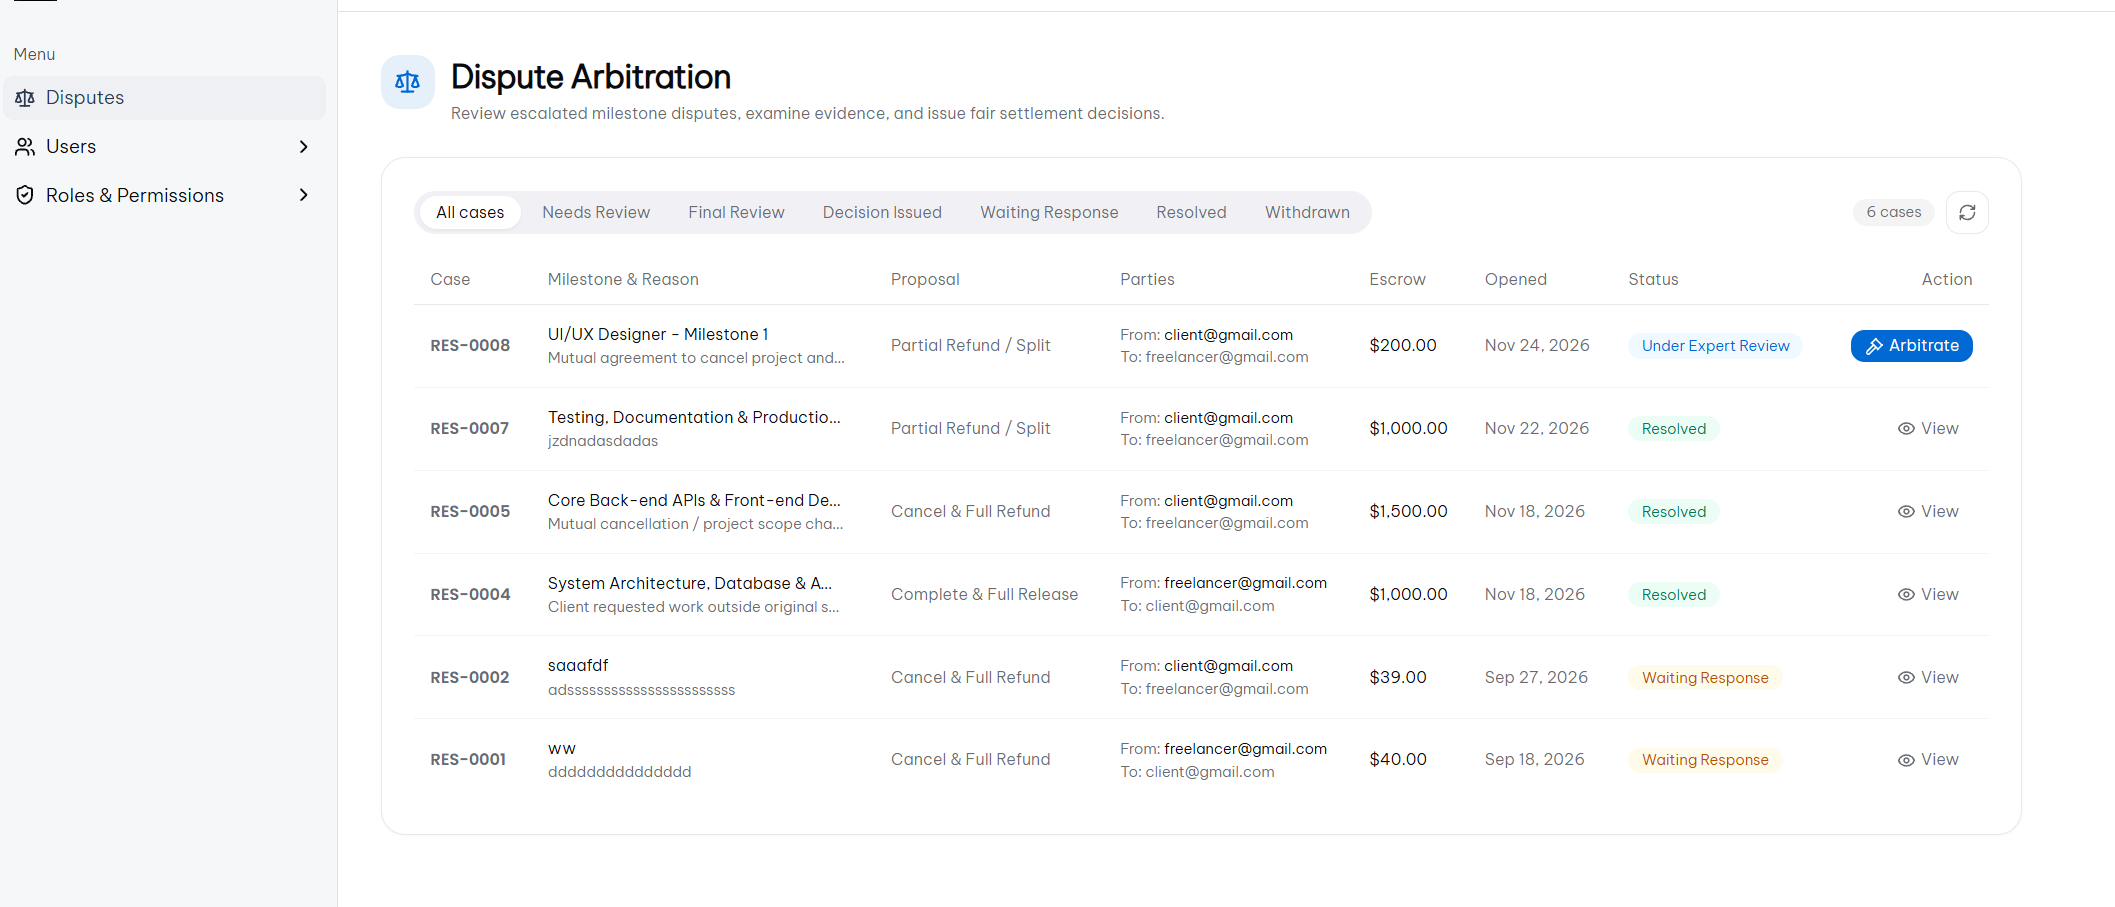 Menu
Disputes
Users
Roles & Permissions
Dispute Arbitration
Review escalated milestone disputes, examine evidence, and issue fair settlement decisions.
All cases Needs Review Final Review Decision Issued Waiting Response Resolved Withdrawn 6 cases
Case Milestone & Reason Proposal Parties Escrow Opened Status Action
RES-0008 UI/UX Designer - Milestone 1 Partial Refund / Split From: client@gmail.com $200.00 Nov 24, 2026 Under Expert Review Arbitrate
Mutual agreement to cancel project and... To: freelancer@gmail.com
RES-0007 Testing, Documentation & Productio... Partial Refund / Split From: client@gmail.com $1,000.00 Nov 22, 2026 Resolved View
jzdnadasdadas To: freelancer@gmail.com
RES-0005 Core Back-end APIs & Front-end De... Cancel & Full Refund From: client@gmail.com $1,500.00 Nov 18, 2026 Resolved View
Mutual cancellation / project scope cha... To: freelancer@gmail.com
RES-0004 System Architecture, Database & A... Complete & Full Release From: freelancer@gmail.com $1,000.00 Nov 18, 2026 Resolved View
Client requested work outside original s... To: client@gmail.com
RES-0002 saaafdf Cancel & Full Refund From: client@gmail.com $39.00 Sep 27, 2026 Waiting Response View
adsssssssssssssssssssssss To: freelancer@gmail.com
RES-0001 ww Cancel & Full Refund From: freelancer@gmail.com $40.00 Sep 18, 2026 Waiting Response View
ddddddddddddddd To: client@gmail.com